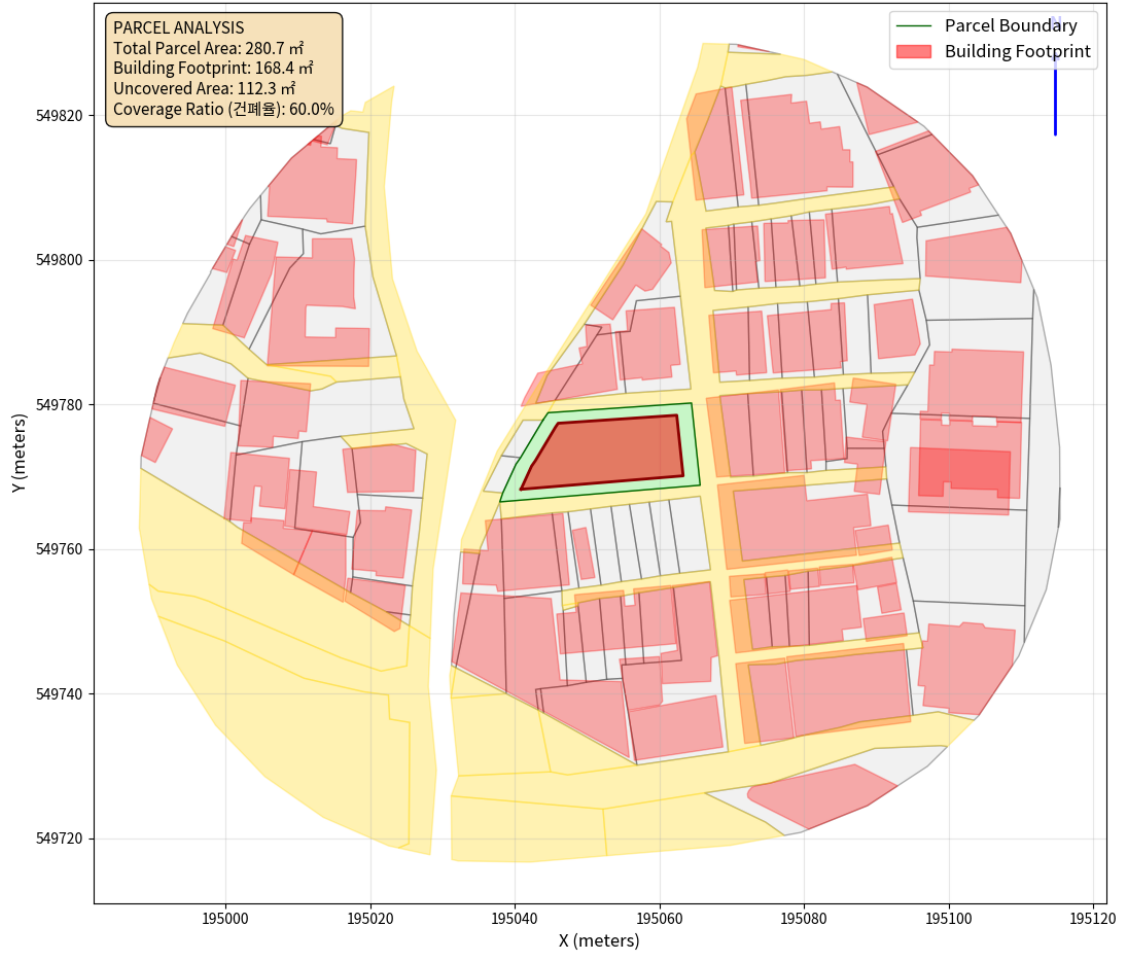 PARCEL ANALYSIS
Total Parcel Area: 280.7 ㎡
Building Footprint: 168.4 ㎡
Uncovered Area: 112.3 ㎡
Coverage Ratio (건폐율): 60.0%
N
Parcel Boundary
Building Footprint
549820
549800
549780
549760
549740
549720
Y (meters)
195000
195020
195040
195060
195080
195100
195120
X (meters)